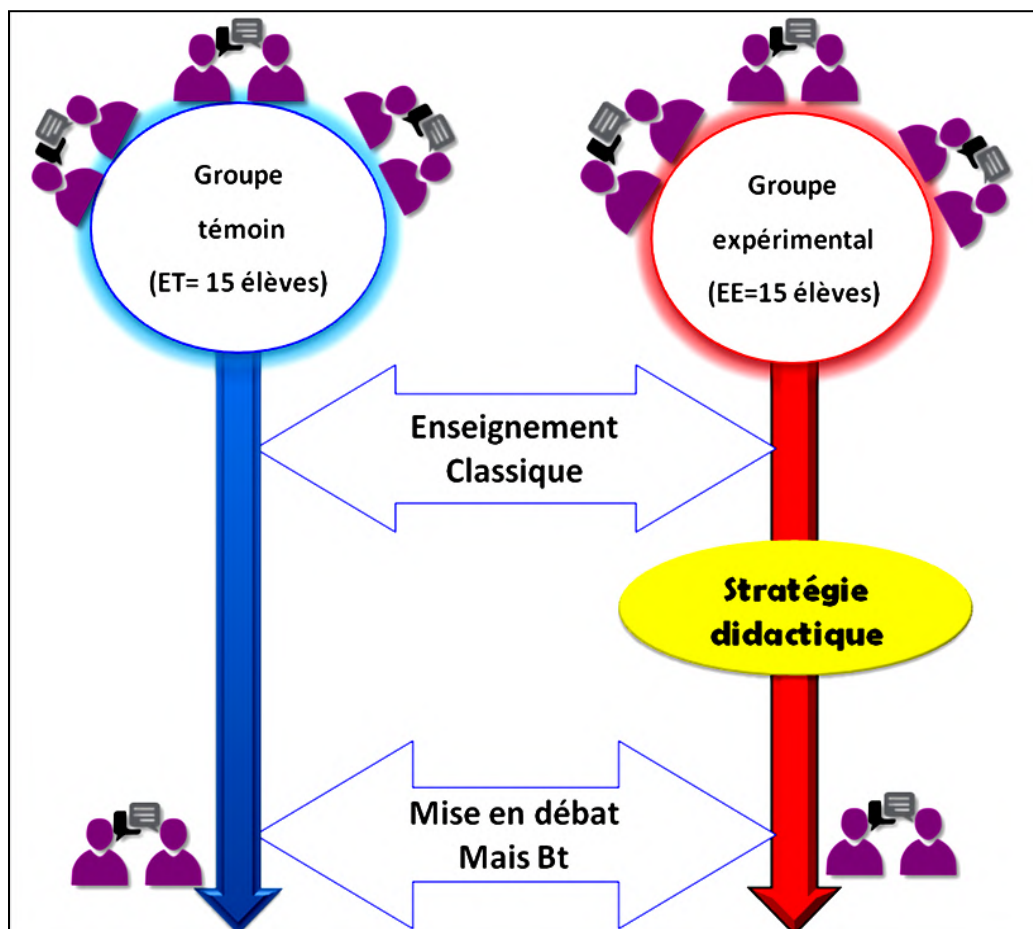 Groupe
témoin
(ET= 15 élèves)
Groupe
expérimental
(EE=15 élèves)
Enseignement
Classique
Stratégie
didactique
Mise en débat
Mais Bt